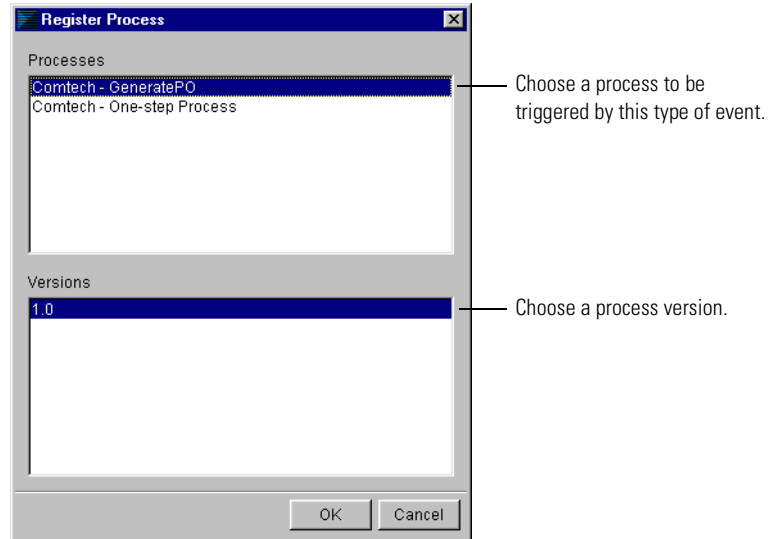 Register Process
Processes
Comtech - GeneratePO
Comtech - One-step Process
Choose a process to be
triggered by this type of event.
Versions
1.0
Choose a process version.
OK
Cancel